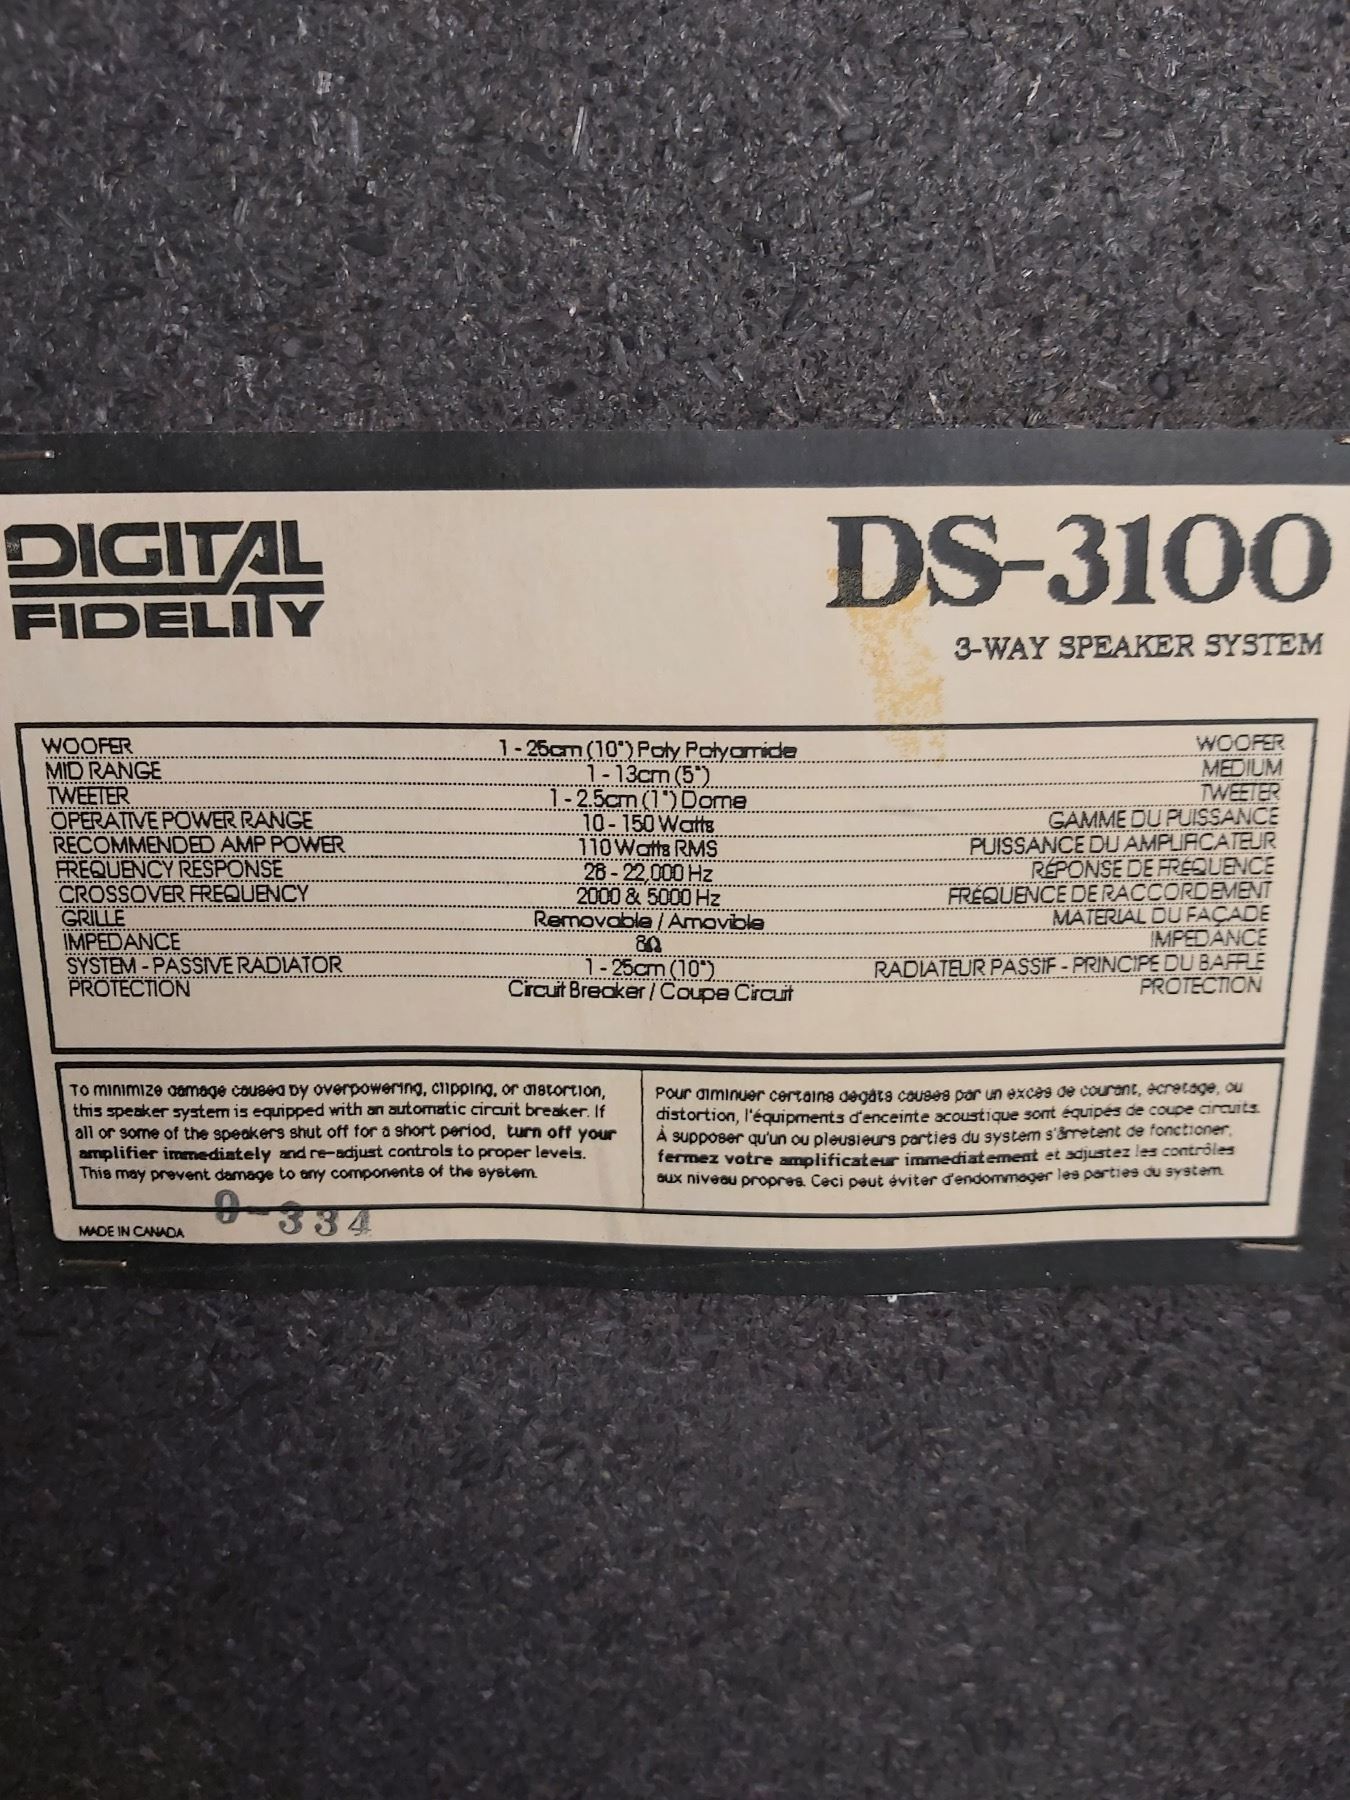 DIGITAL
FIDELITY
DS-3100
3-WAY SPEAKER SYSTEM
WOOFER 1 - 25cm (10") Poly Polyamide WOOFER
MID RANGE 1 - 13cm (5") MEDIUM
TWEETER 1 - 2.5cm (1") Dome TWEETER
OPERATIVE POWER RANGE 10 - 150 Watts GAMME DU PUISSANCE
RECOMMENDED AMP POWER 110 Watts RMS PUISSANCE DU AMPLIFICATEUR
FREQUENCY RESPONSE 28 - 22,000 Hz RÉPONSE DE FRÉQUENCE
CROSSOVER FREQUENCY 2000 & 5000 Hz FRÉQUENCE DE RACCORDEMENT
GRILLE Removable / Amovible MATERIAL DU FAÇADE
IMPEDANCE 8Ω IMPEDANCE
SYSTEM - PASSIVE RADIATOR 1 - 25cm (10") RADIATEUR PASSIF - PRINCIPE DU BAFFLE
PROTECTION Circuit Breaker / Coupe Circuit PROTECTION
To minimize damage caused by overpowering, clipping, or distortion,
this speaker system is equipped with an automatic circuit breaker. If
all or some of the speakers shut off for a short period, turn off your
amplifier immediately and re-adjust controls to proper levels.
This may prevent damage to any components of the system.
Pour diminuer certains dégâts causés par un excès de courant, écretage, ou
distortion, l'équipments d'enceinte acoustique sont équipés de coupe circuits.
À supposer qu'un ou pleusieurs parties du system s'ârretent de fonctioner,
fermez votre amplificateur immediatement et adjustez les contrôles
aux niveau propres. Ceci peut éviter d'endommager les parties du system.
MADE IN CANADA
0-334